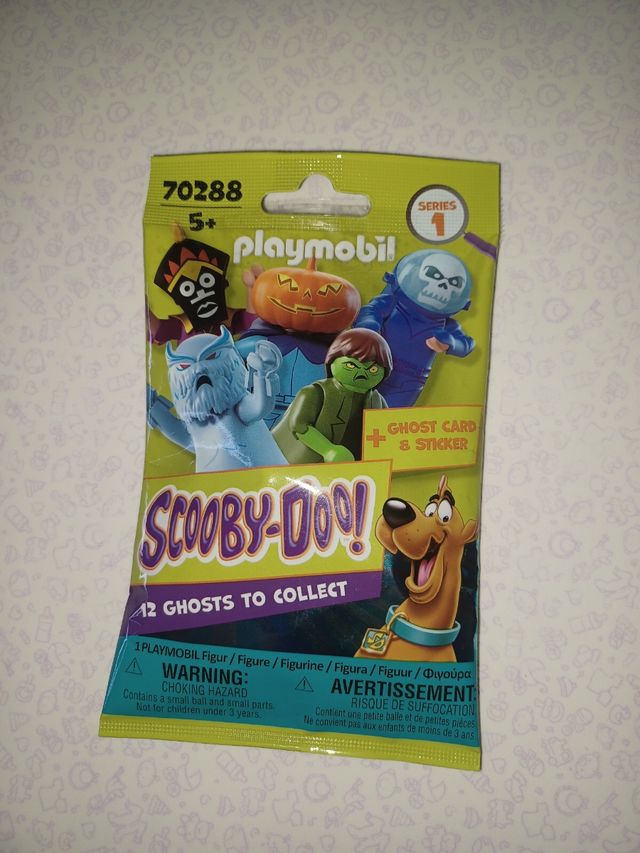 70288
5+
SERIES
1
playmobil
+ GHOST CARD
& STICKER
SCOOBY-DOO!
12 GHOSTS TO COLLECT
1 PLAYMOBIL Figur / Figure / Figurine / Figura / Figuur / Φιγούρα
WARNING:
CHOKING HAZARD
Contains a small ball and small parts.
Not for children under 3 years.
AVERTISSEMENT:
RISQUE DE SUFFOCATION
Contient une petite balle et de petites pièces.
Ne convient pas aux enfants de moins de 3 ans.
SD